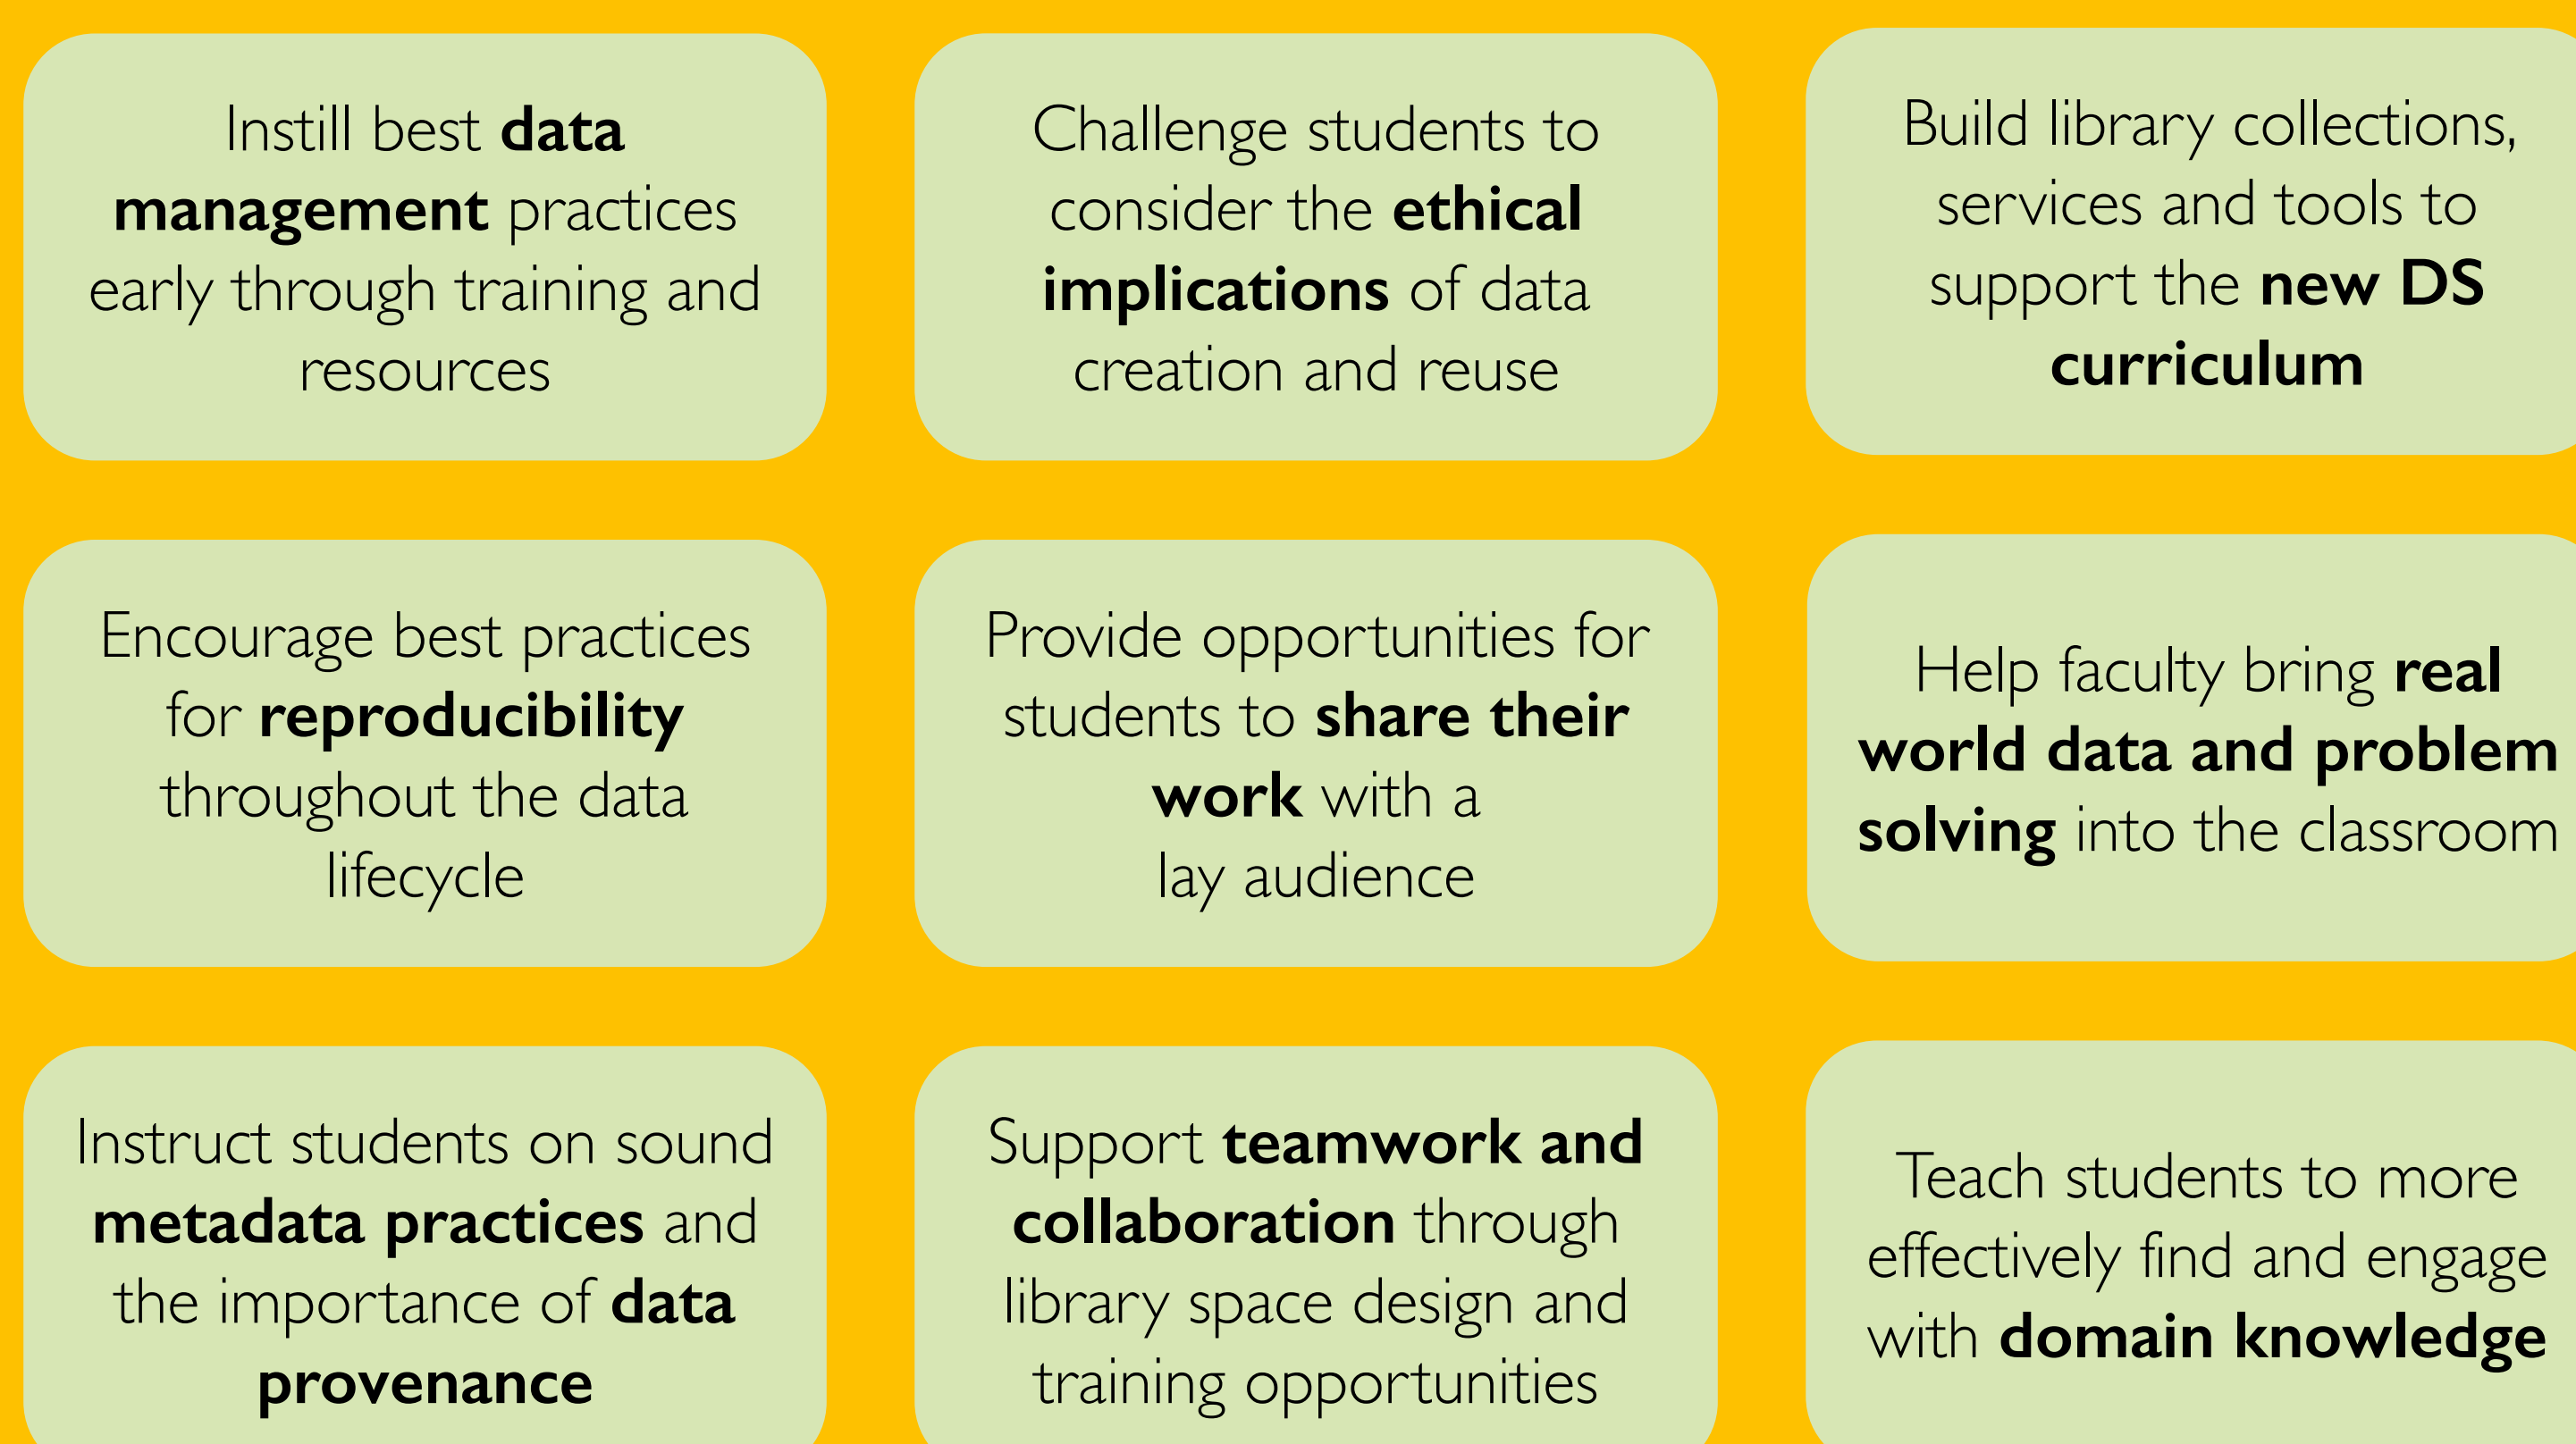 Instill best data
management practices
early through training and
resources
Challenge students to
consider the ethical
implications of data
creation and reuse
Build library collections,
services and tools to
support the new DS
curriculum
Encourage best practices
for reproducibility
throughout the data
lifecycle
Provide opportunities for
students to share their
work with a
lay audience
Help faculty bring real
world data and problem
solving into the classroom
Instruct students on sound
metadata practices and
the importance of data
provenance
Support teamwork and
collaboration through
library space design and
training opportunities
Teach students to more
effectively find and engage
with domain knowledge